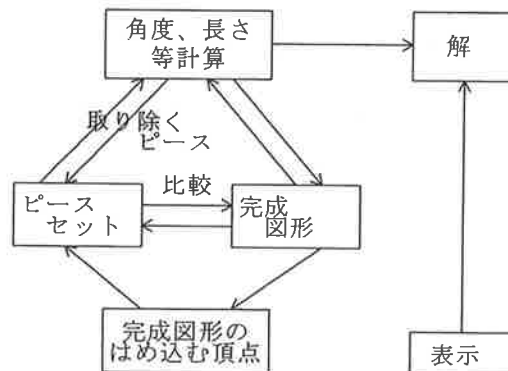 角度、長さ
等計算
解
取り除く
ピース
比較
ピース
セット
完成
図形
完成図形の
はめ込む頂点
表示